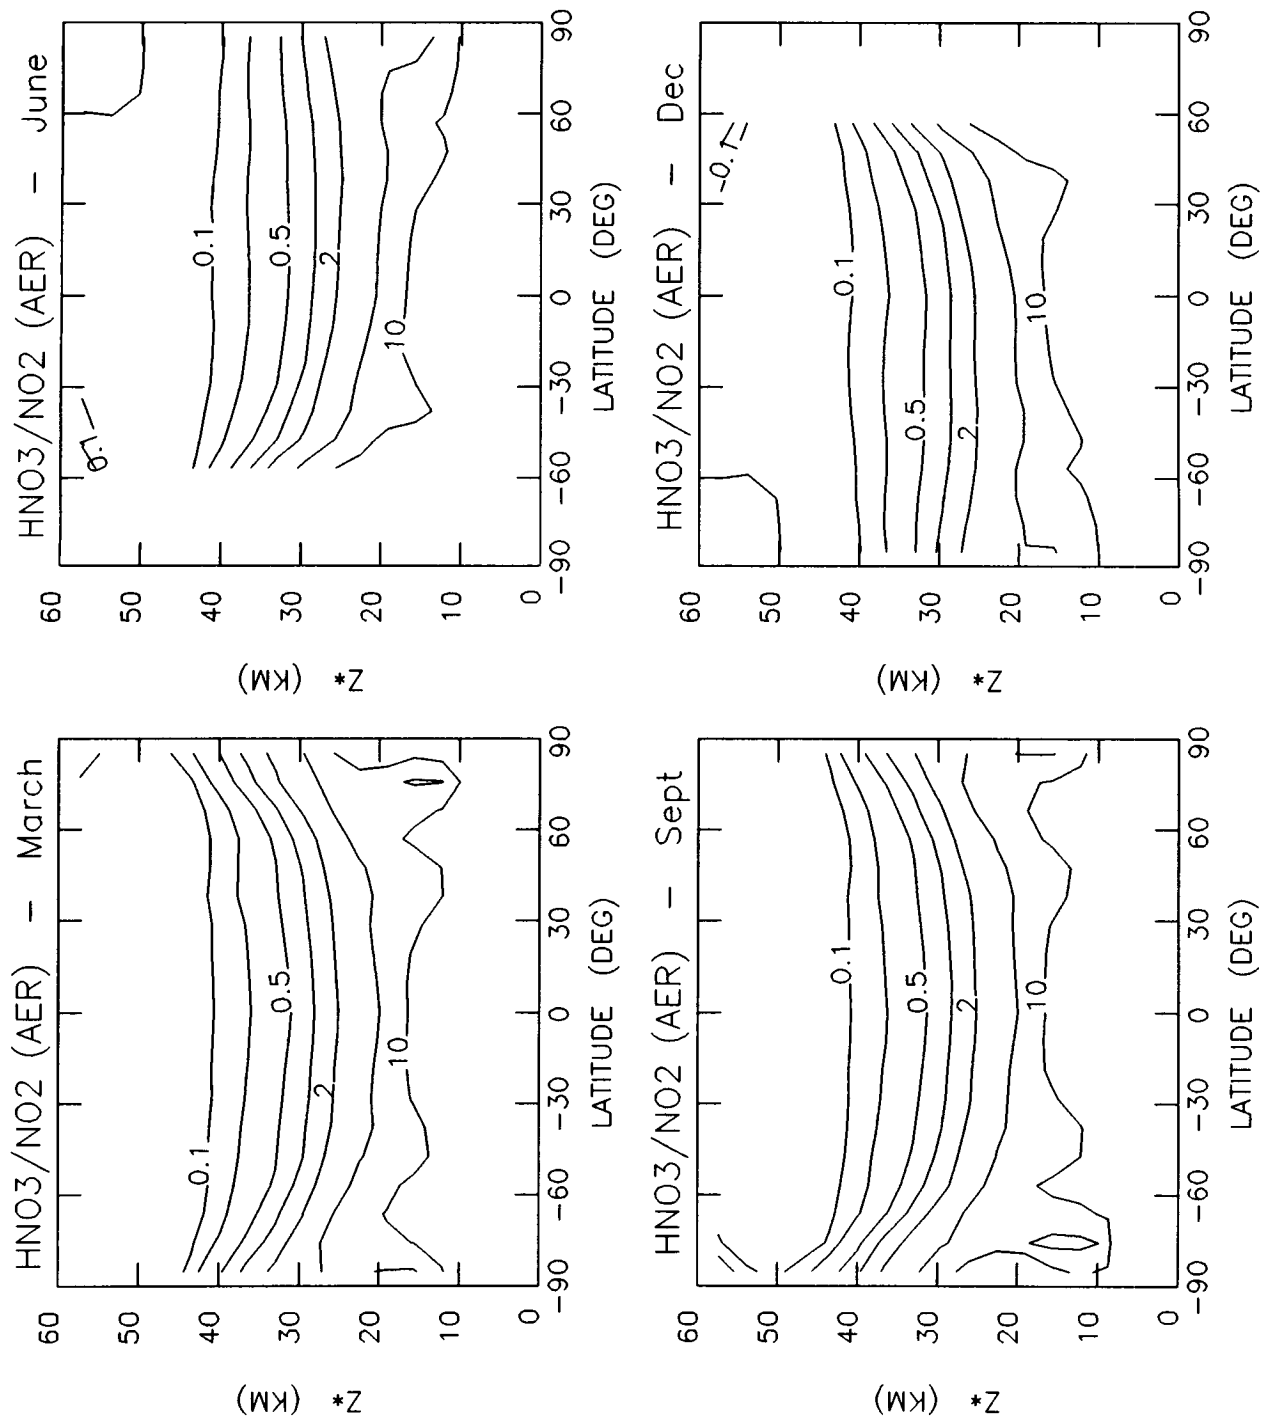 HNO3/NO2 (AER) — March
Z*
(KM)
60
50
40
30
20
10
0
0.1
0.5
2
10
−90 −60 −30 0 30 60 90
LATITUDE (DEG)
HNO3/NO2 (AER) — June
Z*
(KM)
60
50
40
30
20
10
0
0.1
0.1
0.5
2
10
−90 −60 −30 0 30 60 90
LATITUDE (DEG)
HNO3/NO2 (AER) — Sept
Z*
(KM)
60
50
40
30
20
10
0
0.1
0.5
2
10
−90 −60 −30 0 30 60 90
LATITUDE (DEG)
HNO3/NO2 (AER) — Dec
Z*
(KM)
60
50
40
30
20
10
0
0.1
0.1
0.5
2
10
−90 −60 −30 0 30 60 90
LATITUDE (DEG)